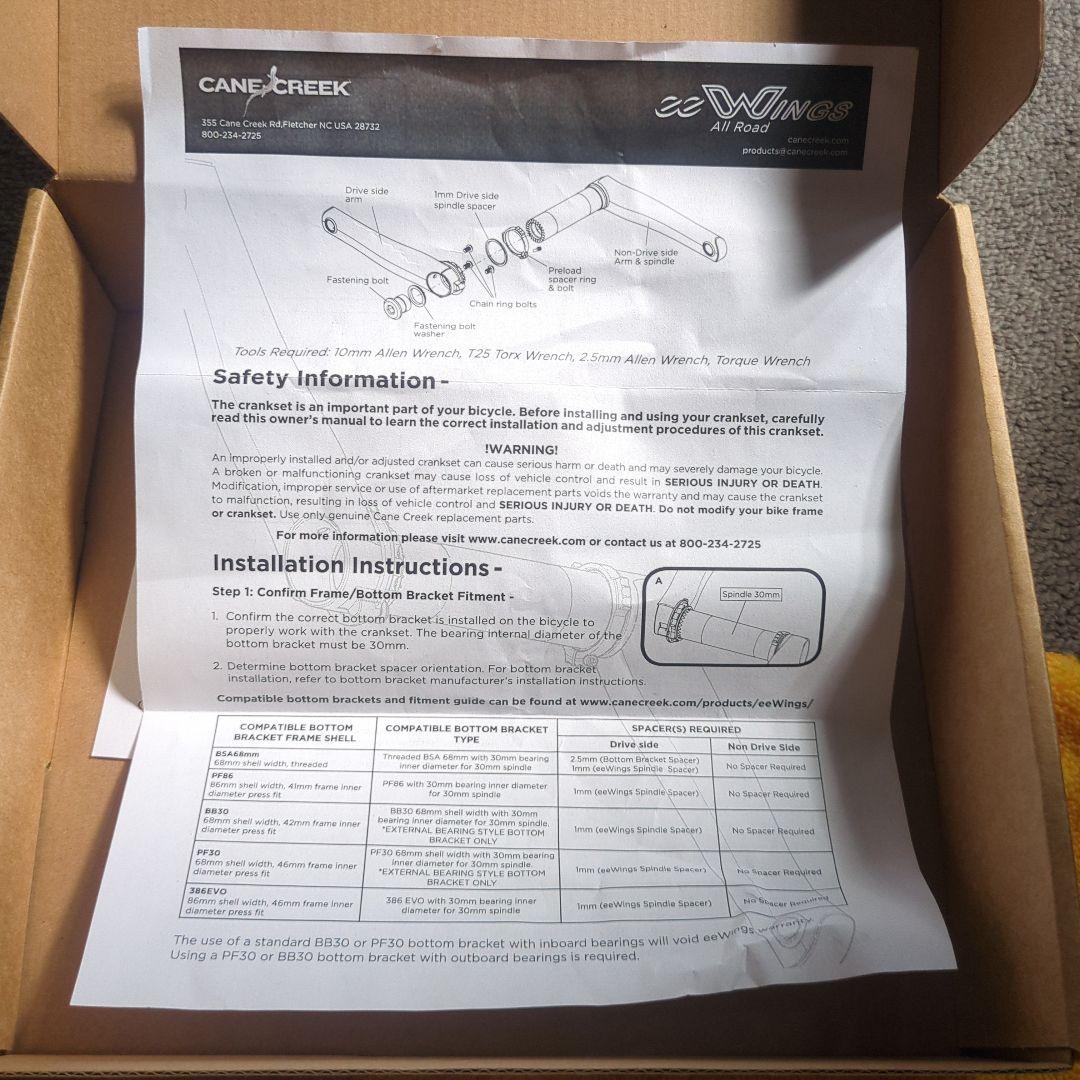 CANE CREEK
355 Cane Creek Rd,Fletcher NC USA 28732
800-234-2725
eeWINGS
All Road
canecreek.com
products@canecreek.com
Drive side
arm
1mm Drive side
spindle spacer
Non-Drive side
Arm & spindle
Preload
spacer ring
& bolt
Fastening bolt
Chain ring bolts
Fastening bolt
washer
Tools Required: 10mm Allen Wrench, T25 Torx Wrench, 2.5mm Allen Wrench, Torque Wrench
Safety Information -
The crankset is an important part of your bicycle. Before installing and using your crankset, carefully
read this owner's manual to learn the correct installation and adjustment procedures of this crankset.
!WARNING!
An improperly installed and/or adjusted crankset can cause serious harm or death and may severely damage your bicycle.
A broken or malfunctioning crankset may cause loss of vehicle control and result in SERIOUS INJURY OR DEATH.
Modification, improper service or use of aftermarket replacement parts voids the warranty and may cause the crankset
to malfunction, resulting in loss of vehicle control and SERIOUS INJURY OR DEATH. Do not modify your bike frame
or crankset. Use only genuine Cane Creek replacement parts.
For more information please visit www.canecreek.com or contact us at 800-234-2725
Installation Instructions -
Step 1: Confirm Frame/Bottom Bracket Fitment -
1. Confirm the correct bottom bracket is installed on the bicycle to
properly work with the crankset. The bearing internal diameter of the
bottom bracket must be 30mm.
2. Determine bottom bracket spacer orientation. For bottom bracket
installation, refer to bottom bracket manufacturer's installation instructions.
A
Spindle 30mm
Compatible bottom brackets and fitment guide can be found at www.canecreek.com/products/eeWings/
COMPATIBLE BOTTOM
BRACKET FRAME SHELL
COMPATIBLE BOTTOM BRACKET
TYPE
SPACER(S) REQUIRED
Drive side
Non Drive Side
BSA68mm
68mm shell width, threaded
Threaded BSA 68mm with 30mm bearing
inner diameter for 30mm spindle
2.5mm (Bottom Bracket Spacer)
1mm (eeWings Spindle Spacer)
No Spacer Required
PF86
86mm shell width, 41mm frame inner
diameter press fit
PF86 with 30mm bearing inner diameter
for 30mm spindle
1mm (eeWings Spindle Spacer)
No Spacer Required
BB30
68mm shell width, 42mm frame inner
diameter press fit
BB30 68mm shell width with 30mm
bearing inner diameter for 30mm spindle.
*EXTERNAL BEARING STYLE BOTTOM
BRACKET ONLY
1mm (eeWings Spindle Spacer)
No Spacer Required
PF30
68mm shell width, 46mm frame inner
diameter press fit
PF30 68mm shell width with 30mm bearing
inner diameter for 30mm spindle.
*EXTERNAL BEARING STYLE BOTTOM
BRACKET ONLY
1mm (eeWings Spindle Spacer)
No Spacer Required
386EVO
86mm shell width, 46mm frame inner
diameter press fit
386 EVO with 30mm bearing inner
diameter for 30mm spindle
1mm (eeWings Spindle Spacer)
No Spacer Required
The use of a standard BB30 or PF30 bottom bracket with inboard bearings will void eeWings warranty.
Using a PF30 or BB30 bottom bracket with outboard bearings is required.